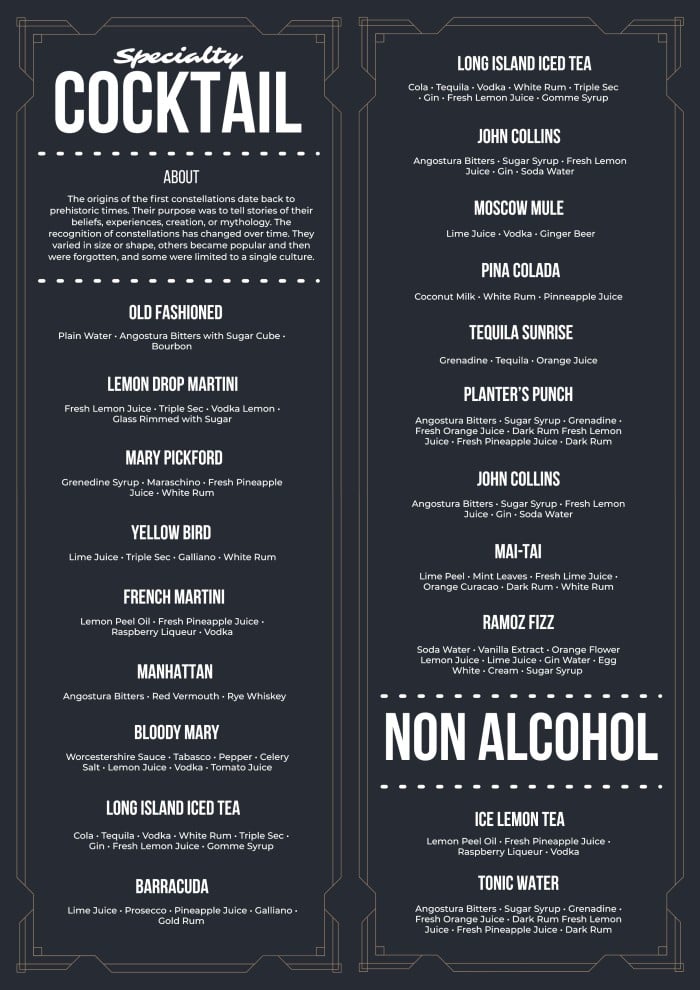 Specialty
COCKTAIL
ABOUT
The origins of the first constellations date back to
prehistoric times. Their purpose was to tell stories of their
beliefs, experiences, creation, or mythology. The
recognition of constellations has changed over time. They
varied in size or shape, others became popular and then
were forgotten, and some were limited to a single culture.
OLD FASHIONED
Plain Water • Angostura Bitters with Sugar Cube •
Bourbon
LEMON DROP MARTINI
Fresh Lemon Juice • Triple Sec • Vodka Lemon •
Glass Rimmed with Sugar
MARY PICKFORD
Grenedine Syrup • Maraschino • Fresh Pineapple
Juice • White Rum
YELLOW BIRD
Lime Juice • Triple Sec • Galliano • White Rum
FRENCH MARTINI
Lemon Peel Oil • Fresh Pineapple Juice •
Raspberry Liqueur • Vodka
MANHATTAN
Angostura Bitters • Red Vermouth • Rye Whiskey
BLOODY MARY
Worcestershire Sauce • Tabasco • Pepper • Celery
Salt • Lemon Juice • Vodka • Tomato Juice
LONG ISLAND ICED TEA
Cola • Tequila • Vodka • White Rum • Triple Sec •
Gin • Fresh Lemon Juice • Gomme Syrup
BARRACUDA
Lime Juice • Prosecco • Pineapple Juice • Galliano •
Gold Rum
LONG ISLAND ICED TEA
Cola • Tequila • Vodka • White Rum • Triple Sec
• Gin • Fresh Lemon Juice • Gomme Syrup
JOHN COLLINS
Angostura Bitters • Sugar Syrup • Fresh Lemon
Juice • Gin • Soda Water
MOSCOW MULE
Lime Juice • Vodka • Ginger Beer
PINA COLADA
Coconut Milk • White Rum • Pinneapple Juice
TEQUILA SUNRISE
Grenadine • Tequila • Orange Juice
PLANTER'S PUNCH
Angostura Bitters • Sugar Syrup • Grenadine •
Fresh Orange Juice • Dark Rum Fresh Lemon
Juice • Fresh Pineapple Juice • Dark Rum
JOHN COLLINS
Angostura Bitters • Sugar Syrup • Fresh Lemon
Juice • Gin • Soda Water
MAI-TAI
Lime Peel • Mint Leaves • Fresh Lime Juice •
Orange Curacao • Dark Rum • White Rum
RAMOZ FIZZ
Soda Water • Vanilla Extract • Orange Flower
Lemon Juice • Lime Juice • Gin Water • Egg
White • Cream • Sugar Syrup
NON ALCOHOL
ICE LEMON TEA
Lemon Peel Oil • Fresh Pineapple Juice •
Raspberry Liqueur • Vodka
TONIC WATER
Angostura Bitters • Sugar Syrup • Grenadine •
Fresh Orange Juice • Dark Rum Fresh Lemon
Juice • Fresh Pineapple Juice • Dark Rum